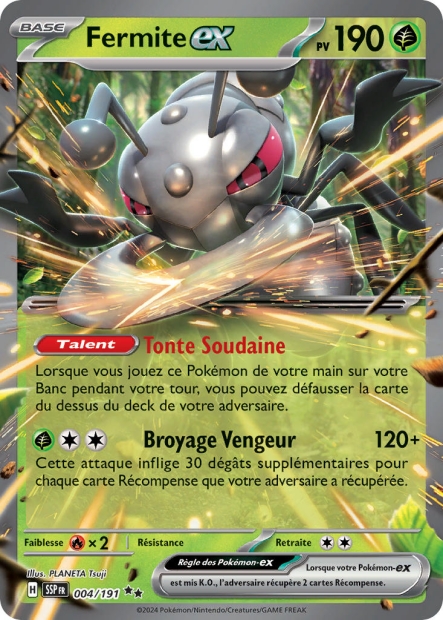 BASE
Fermite ex PV 190
Talent Tonte Soudaine
Lorsque vous jouez ce Pokémon de votre main sur votre
Banc pendant votre tour, vous pouvez défausser la carte
du dessus du deck de votre adversaire.
Broyage Vengeur 120+
Cette attaque inflige 30 dégâts supplémentaires pour
chaque carte Récompense que votre adversaire a récupérée.
Faiblesse ×2 Résistance Retraite
Règle des Pokémon-ex Lorsque votre Pokémon-ex
est mis K.O., l'adversaire récupère 2 cartes Récompense.
Illus. PLANETA Tsuji
H SSP FR 004/191 ★★
©2024 Pokémon/Nintendo/Creatures/GAME FREAK